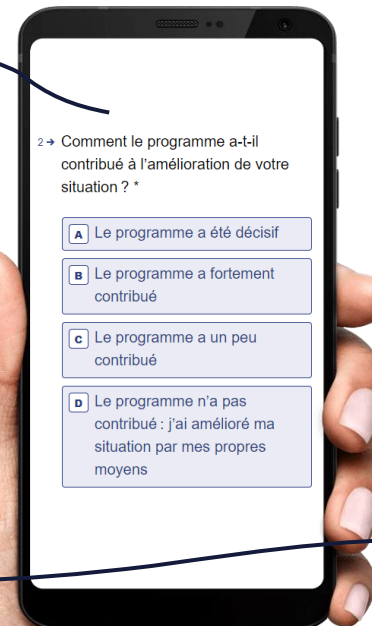 2→ Comment le programme a-t-il
contribué à l’amélioration de votre
situation ? *
A Le programme a été décisif
B Le programme a fortement
contribué
C Le programme a un peu
contribué
D Le programme n’a pas
contribué : j’ai amélioré ma
situation par mes propres
moyens